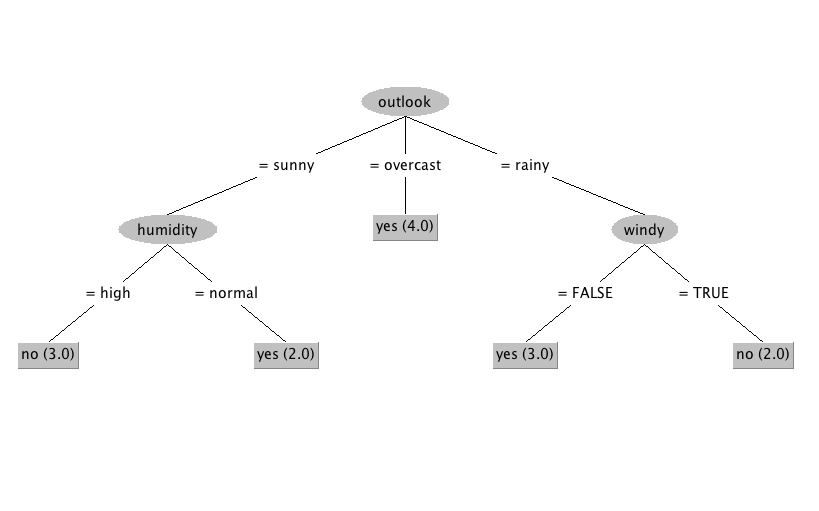 outlook
= sunny
= overcast
= rainy
humidity
yes (4.0)
windy
= high
= normal
= FALSE
= TRUE
no (3.0)
yes (2.0)
yes (3.0)
no (2.0)